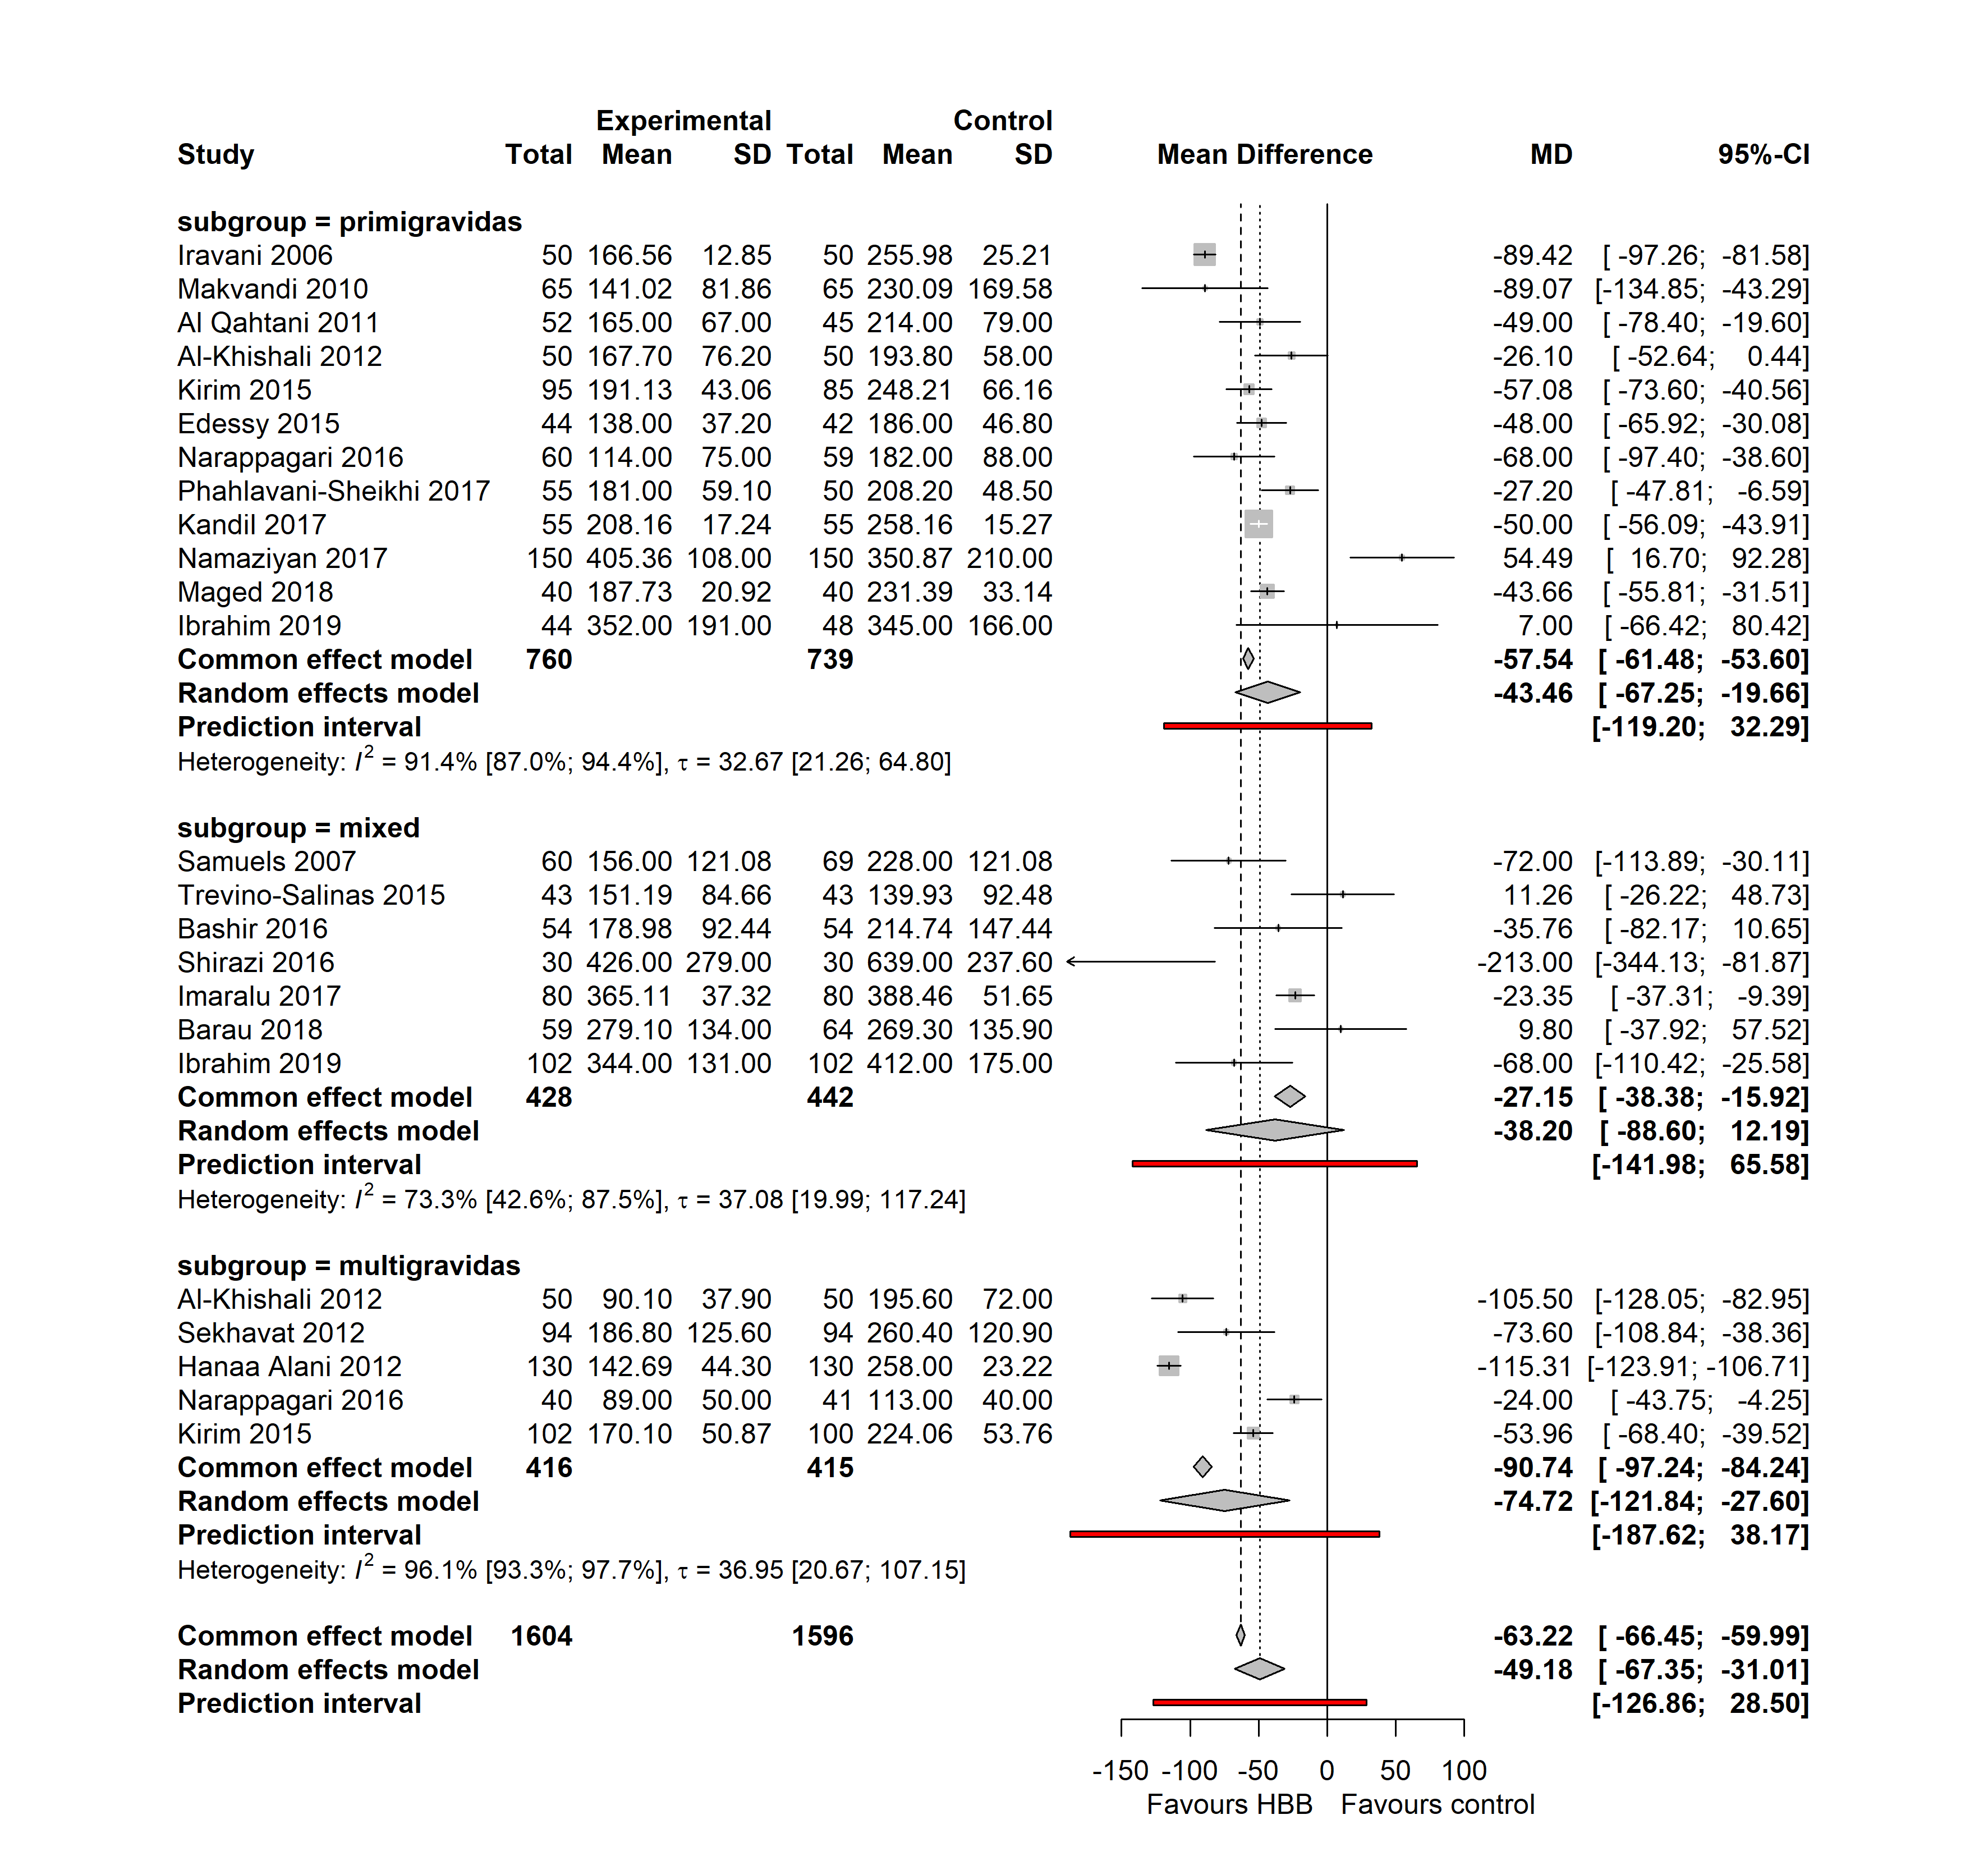 Experimental Control
Study Total Mean SD Total Mean SD Mean Difference MD 95%-CI
subgroup = primigravidas
Iravani 2006 50 166.56 12.85 50 255.98 25.21 -89.42 [ -97.26; -81.58]
Makvandi 2010 65 141.02 81.86 65 230.09 169.58 -89.07 [-134.85; -43.29]
Al Qahtani 2011 52 165.00 67.00 45 214.00 79.00 -49.00 [ -78.40; -19.60]
Al-Khishali 2012 50 167.70 76.20 50 193.80 58.00 -26.10 [ -52.64; 0.44]
Kirim 2015 95 191.13 43.06 85 248.21 66.16 -57.08 [ -73.60; -40.56]
Edessy 2015 44 138.00 37.20 42 186.00 46.80 -48.00 [ -65.92; -30.08]
Narappagari 2016 60 114.00 75.00 59 182.00 88.00 -68.00 [ -97.40; -38.60]
Phahlavani-Sheikhi 2017 55 181.00 59.10 50 208.20 48.50 -27.20 [ -47.81; -6.59]
Kandil 2017 55 208.16 17.24 55 258.16 15.27 -50.00 [ -56.09; -43.91]
Namaziyan 2017 150 405.36 108.00 150 350.87 210.00 54.49 [ 16.70; 92.28]
Maged 2018 40 187.73 20.92 40 231.39 33.14 -43.66 [ -55.81; -31.51]
Ibrahim 2019 44 352.00 191.00 48 345.00 166.00 7.00 [ -66.42; 80.42]
Common effect model 760 739 -57.54 [ -61.48; -53.60]
Random effects model -43.46 [ -67.25; -19.66]
Prediction interval [-119.20; 32.29]
Heterogeneity: I² = 91.4% [87.0%; 94.4%], τ = 32.67 [21.26; 64.80]
subgroup = mixed
Samuels 2007 60 156.00 121.08 69 228.00 121.08 -72.00 [-113.89; -30.11]
Trevino-Salinas 2015 43 151.19 84.66 43 139.93 92.48 11.26 [ -26.22; 48.73]
Bashir 2016 54 178.98 92.44 54 214.74 147.44 -35.76 [ -82.17; 10.65]
Shirazi 2016 30 426.00 279.00 30 639.00 237.60 -213.00 [-344.13; -81.87]
Imaralu 2017 80 365.11 37.32 80 388.46 51.65 -23.35 [ -37.31; -9.39]
Barau 2018 59 279.10 134.00 64 269.30 135.90 9.80 [ -37.92; 57.52]
Ibrahim 2019 102 344.00 131.00 102 412.00 175.00 -68.00 [-110.42; -25.58]
Common effect model 428 442 -27.15 [ -38.38; -15.92]
Random effects model -38.20 [ -88.60; 12.19]
Prediction interval [-141.98; 65.58]
Heterogeneity: I² = 73.3% [42.6%; 87.5%], τ = 37.08 [19.99; 117.24]
subgroup = multigravidas
Al-Khishali 2012 50 90.10 37.90 50 195.60 72.00 -105.50 [-128.05; -82.95]
Sekhavat 2012 94 186.80 125.60 94 260.40 120.90 -73.60 [-108.84; -38.36]
Hanaa Alani 2012 130 142.69 44.30 130 258.00 23.22 -115.31 [-123.91; -106.71]
Narappagari 2016 40 89.00 50.00 41 113.00 40.00 -24.00 [ -43.75; -4.25]
Kirim 2015 102 170.10 50.87 100 224.06 53.76 -53.96 [ -68.40; -39.52]
Common effect model 416 415 -90.74 [ -97.24; -84.24]
Random effects model -74.72 [-121.84; -27.60]
Prediction interval [-187.62; 38.17]
Heterogeneity: I² = 96.1% [93.3%; 97.7%], τ = 36.95 [20.67; 107.15]
Common effect model 1604 1596 -63.22 [ -66.45; -59.99]
Random effects model -49.18 [ -67.35; -31.01]
Prediction interval [-126.86; 28.50]
-150 -100 -50 0 50 100
Favours HBB Favours control